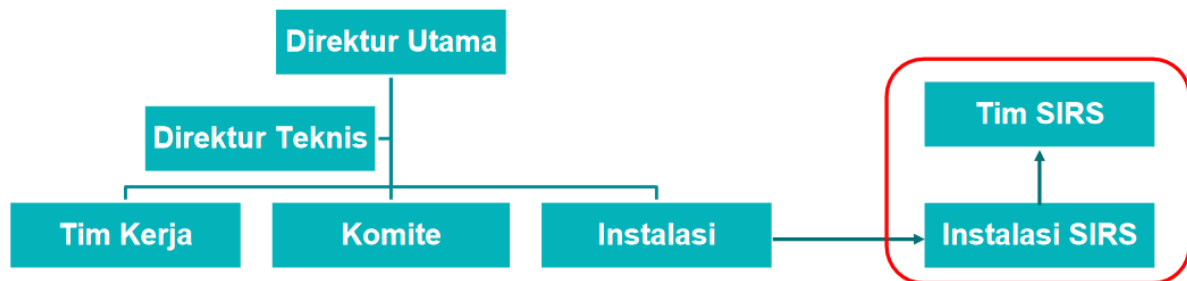 Direktur Utama
Direktur Teknis
Tim SIRS
Tim Kerja
Komite
Instalasi
Instalasi SIRS